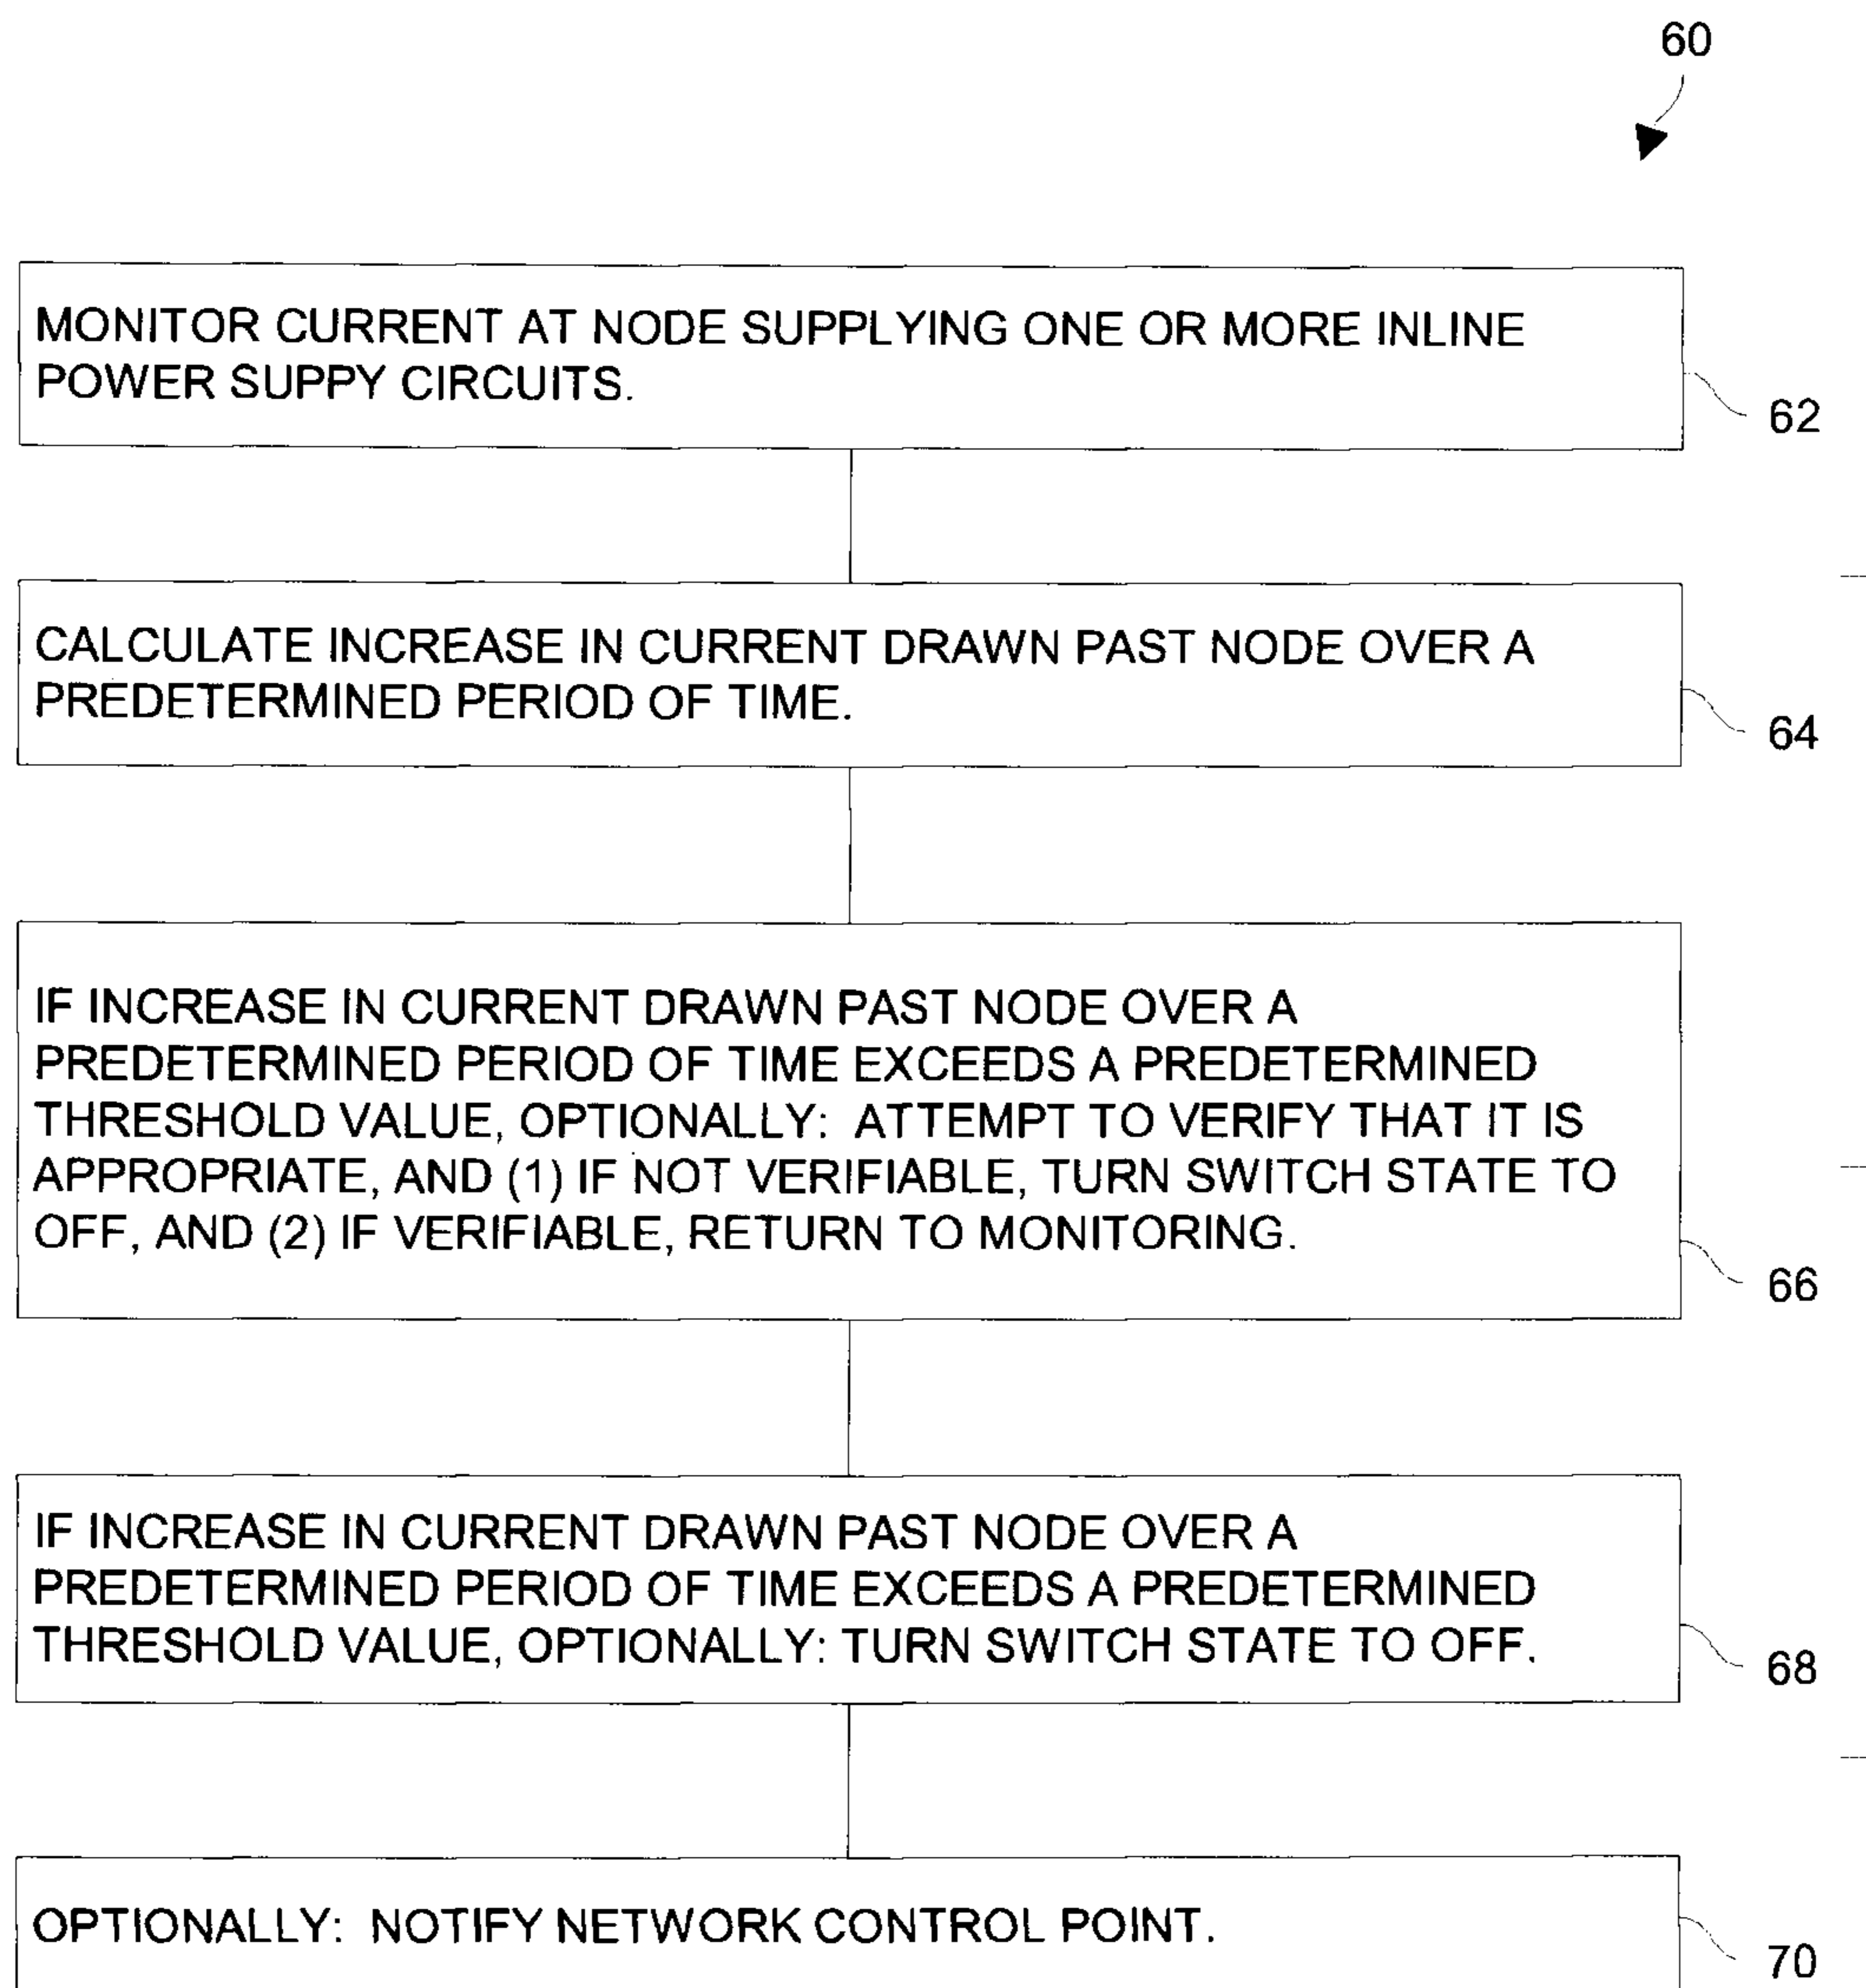 60
MONITOR CURRENT AT NODE SUPPLYING ONE OR MORE INLINE
POWER SUPPY CIRCUITS.
62
CALCULATE INCREASE IN CURRENT DRAWN PAST NODE OVER A
PREDETERMINED PERIOD OF TIME.
64
IF INCREASE IN CURRENT DRAWN PAST NODE OVER A
PREDETERMINED PERIOD OF TIME EXCEEDS A PREDETERMINED
THRESHOLD VALUE, OPTIONALLY: ATTEMPT TO VERIFY THAT IT IS
APPROPRIATE, AND (1) IF NOT VERIFIABLE, TURN SWITCH STATE TO
OFF, AND (2) IF VERIFIABLE, RETURN TO MONITORING.
66
IF INCREASE IN CURRENT DRAWN PAST NODE OVER A
PREDETERMINED PERIOD OF TIME EXCEEDS A PREDETERMINED
THRESHOLD VALUE, OPTIONALLY: TURN SWITCH STATE TO OFF.
68
OPTIONALLY: NOTIFY NETWORK CONTROL POINT.
70